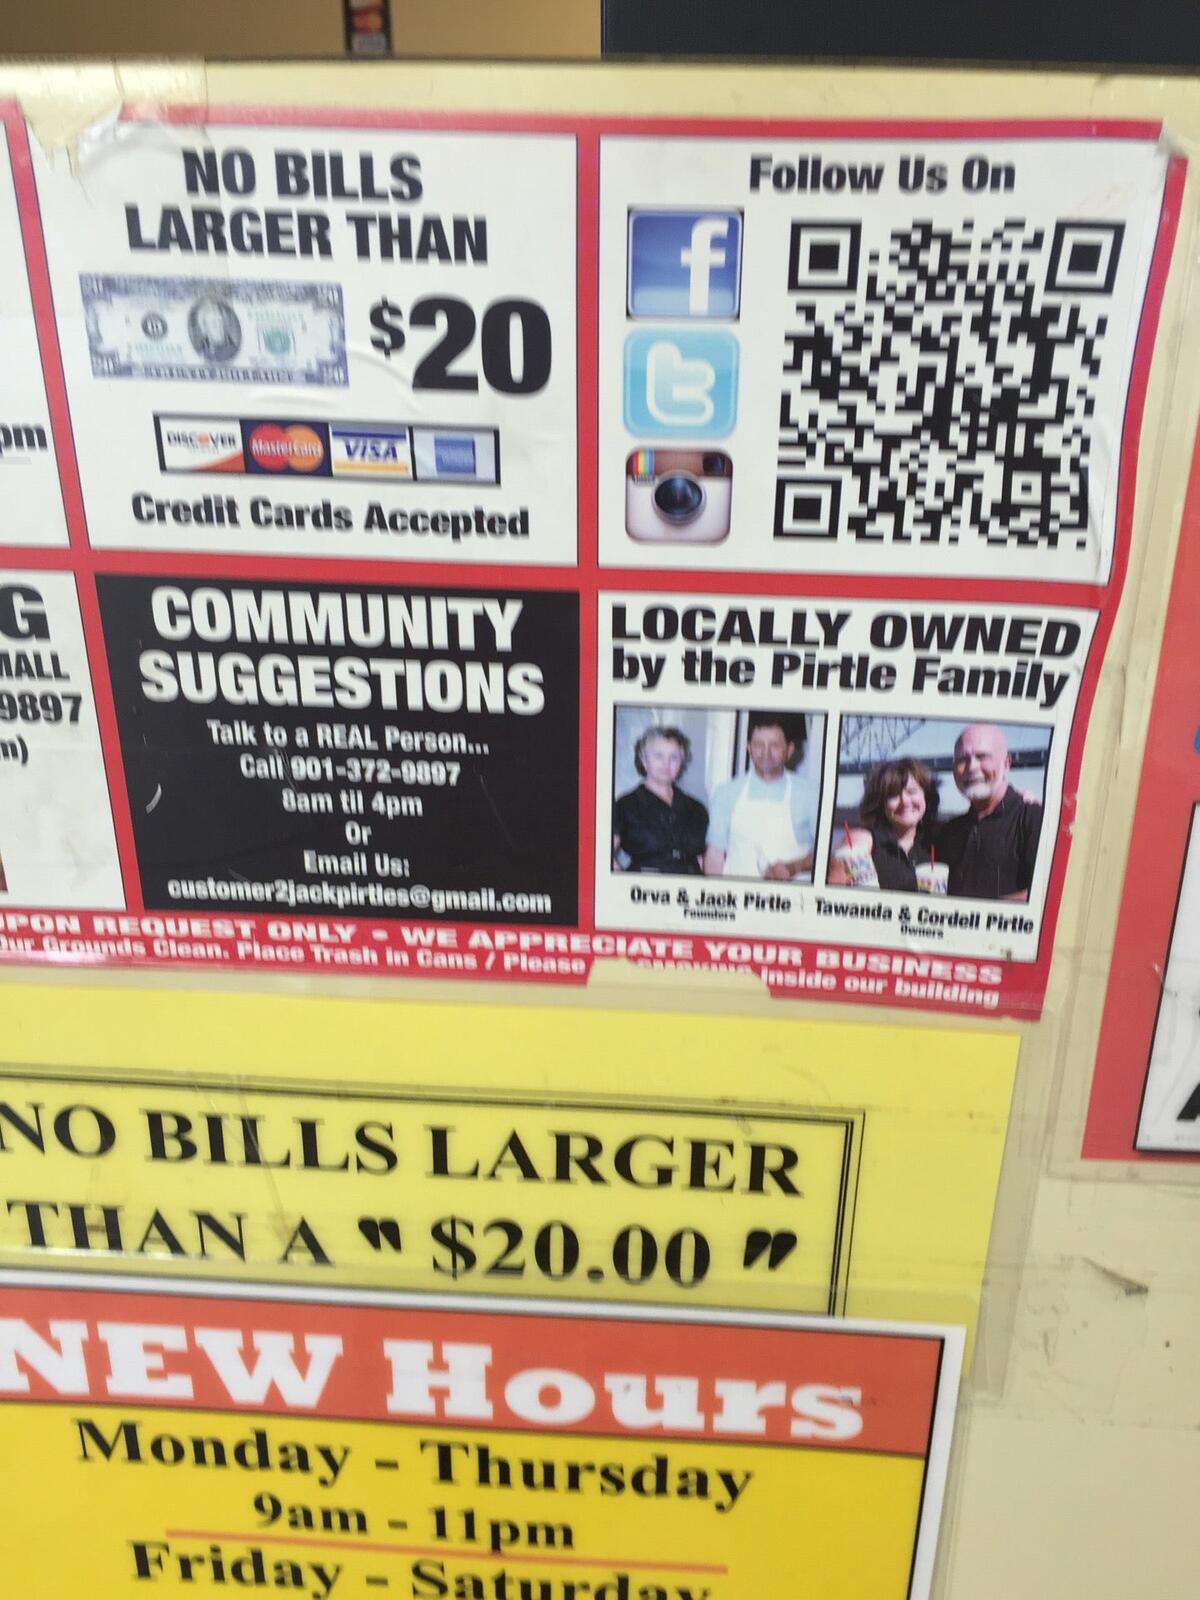 NO BILLS
LARGER THAN
$20
DISCOVER
MasterCard
VISA
Credit Cards Accepted
Follow Us On
pm
G
MALL
9897
m)
COMMUNITY
SUGGESTIONS
Talk to a REAL Person...
Call 901-372-9897
8am til 4pm
Or
Email Us:
customer2jackpirtles@gmail.com
LOCALLY OWNED
by the Pirtle Family
Orva & Jack Pirtle
Founders
Tawanda & Cordell Pirtle
Owners
UPON REQUEST ONLY • WE APPRECIATE YOUR BUSINESS
Our Grounds Clean. Place Trash in Cans / Please SMOKING inside our building
NO BILLS LARGER
THAN A " $20.00 "
NEW Hours
Monday - Thursday
9am - 11pm
Friday - Saturday